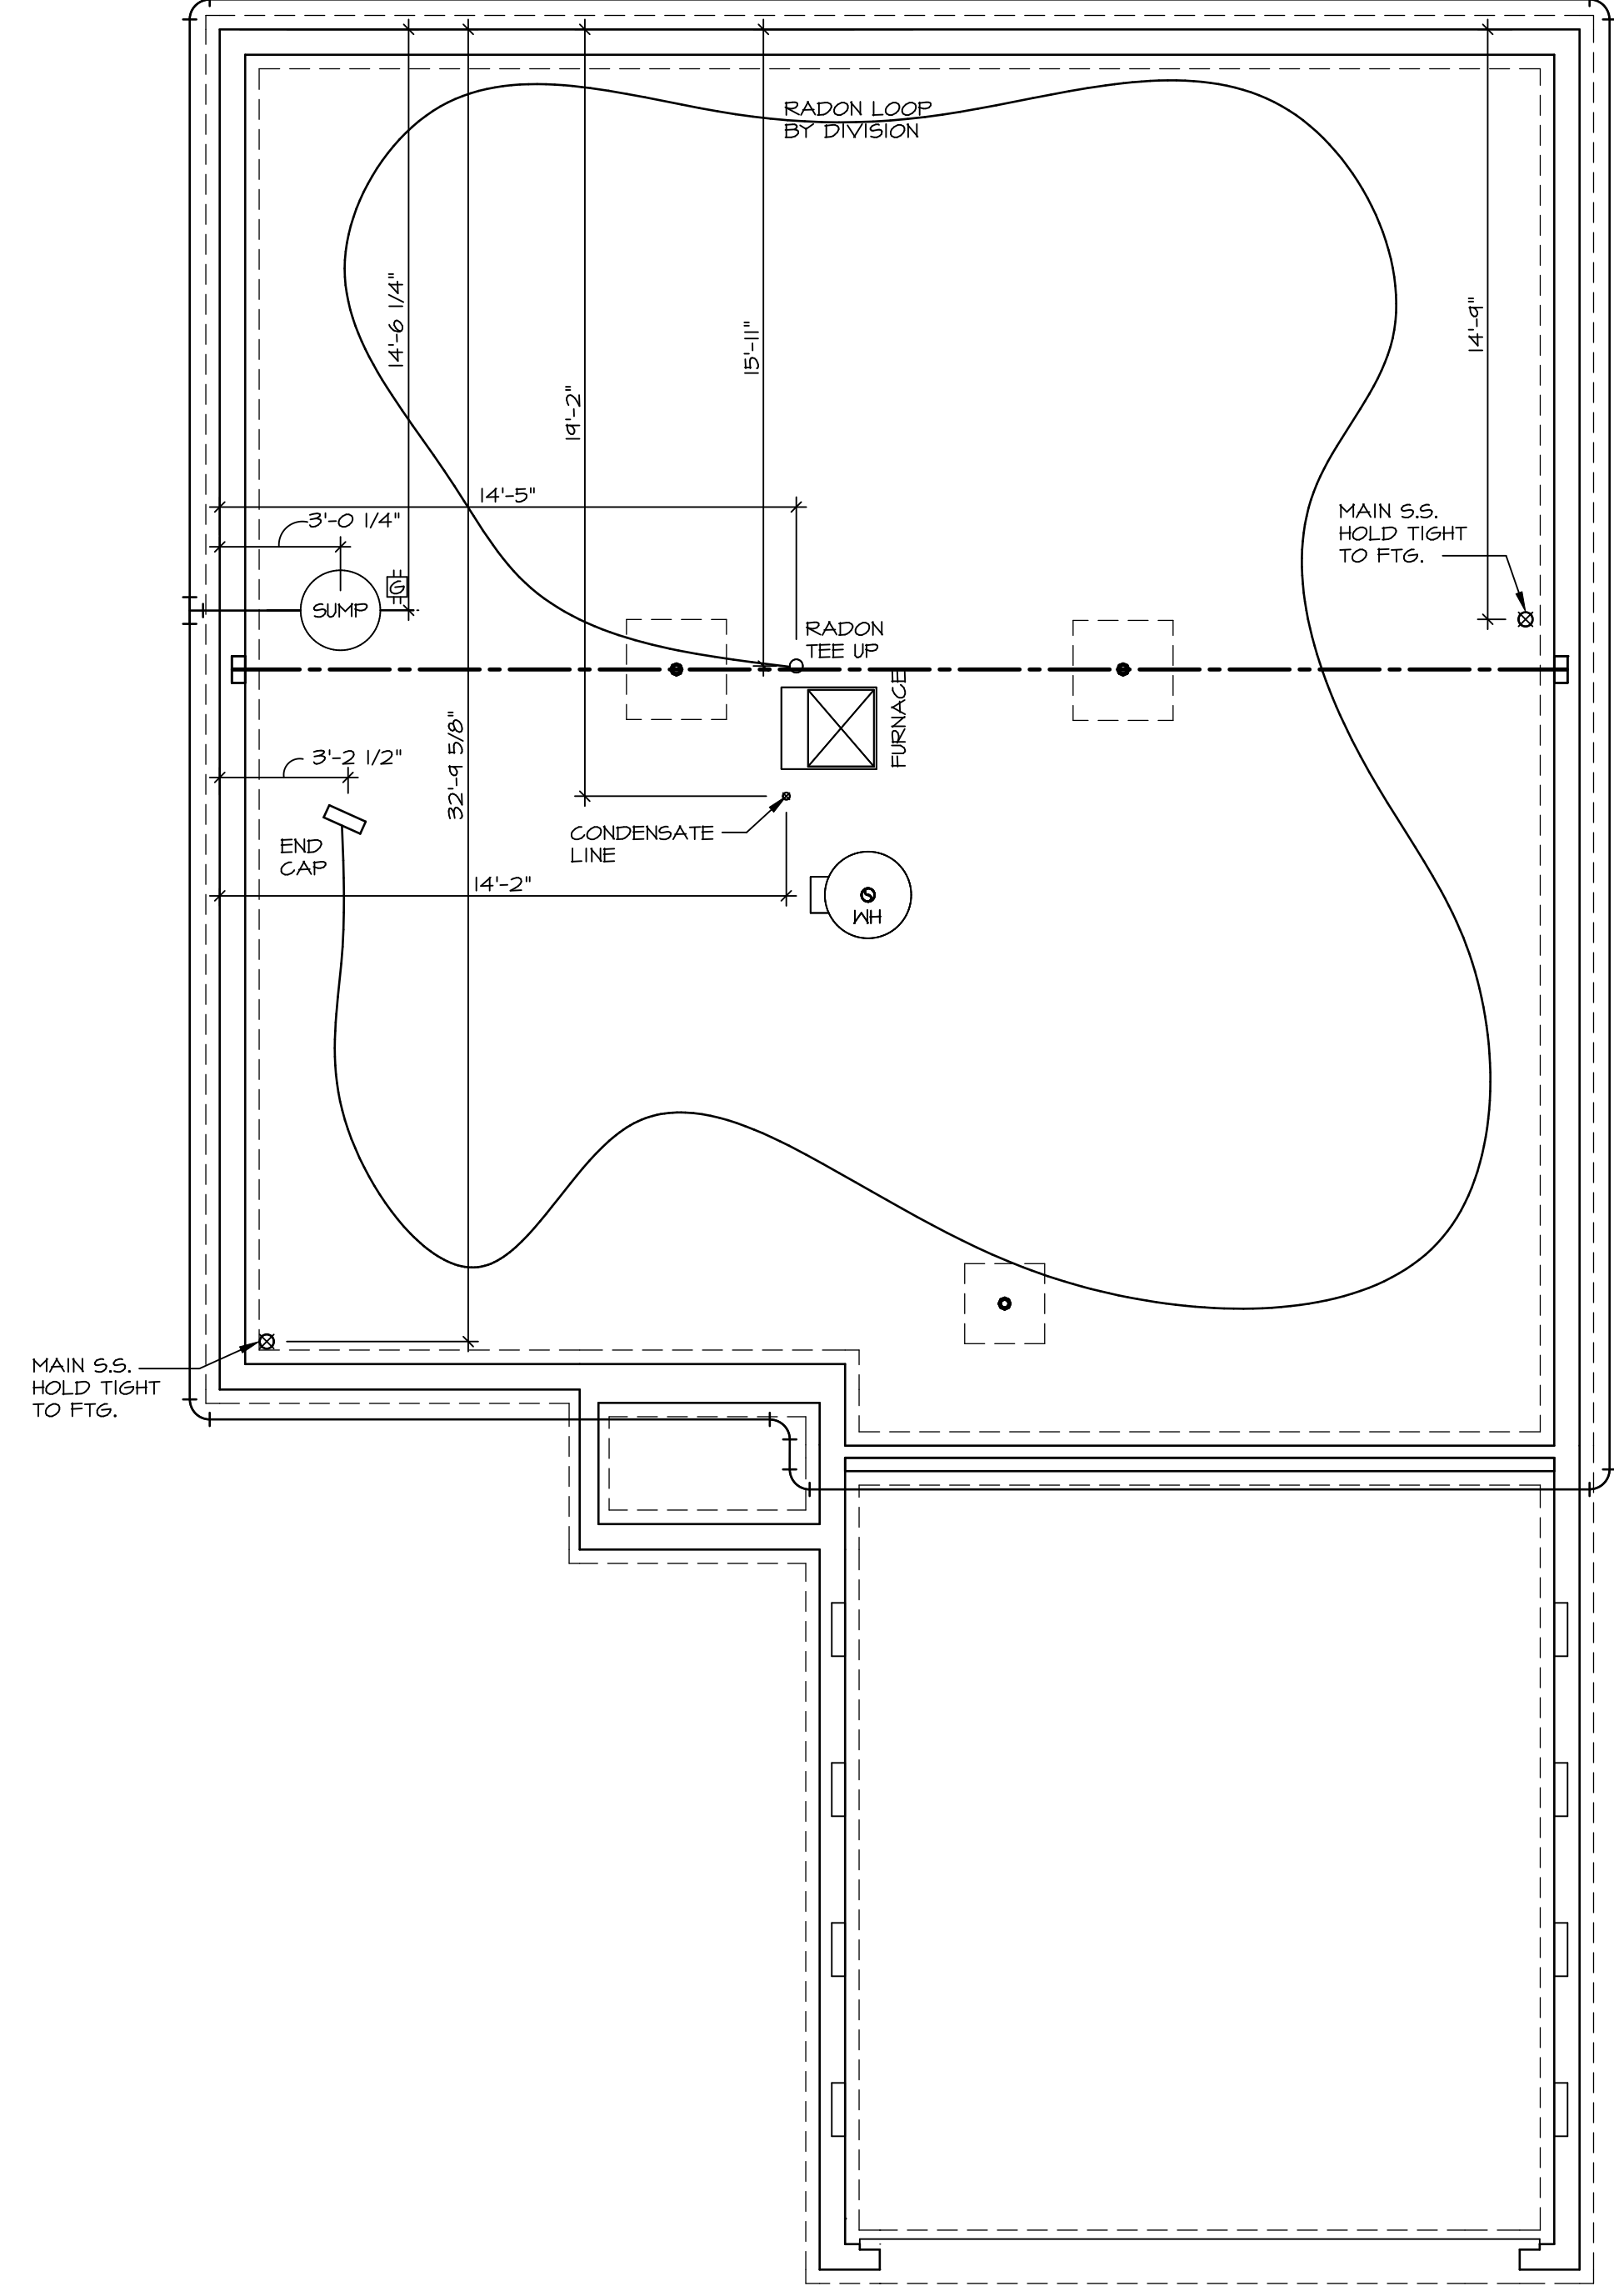 RADON LOOP
BY DIVISION
14'-6 1/4"
15'-11"
14'-9"
19'-2"
14'-5"
3'-0 1/4"
MAIN S.S.
HOLD TIGHT
TO FTG.
G
SUMP
RADON
TEE UP
FURNACE
32'-9 5/8"
3'-2 1/2"
CONDENSATE
LINE
END
CAP
14'-2"
WH
MAIN S.S.
HOLD TIGHT
TO FTG.